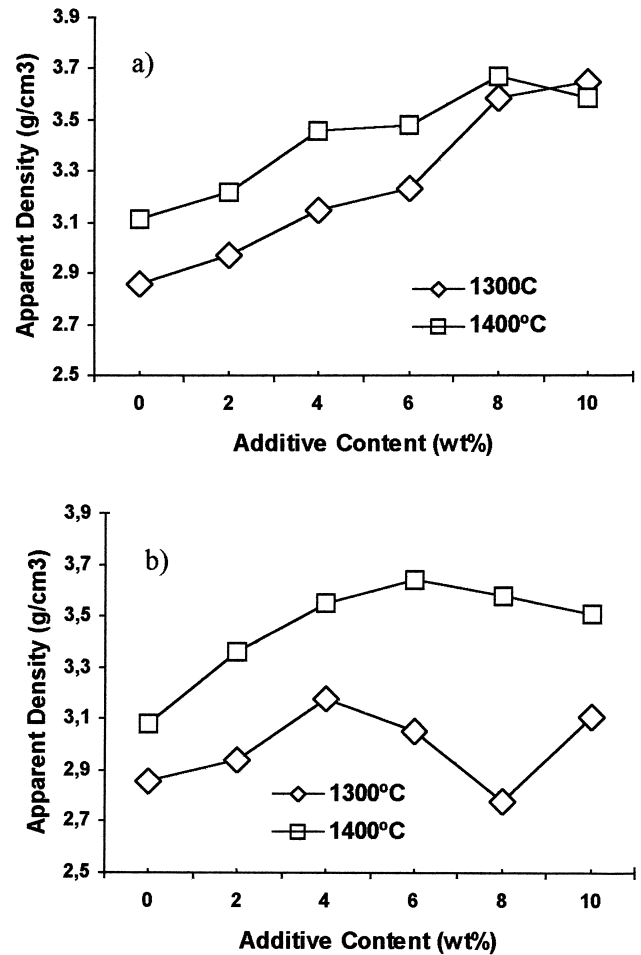 a)
Apparent Density (g/cm3)
3.9
3.7
3.5
3.3
3.1
2.9
2.7
2.5
1300C
1400ºC
0 2 4 6 8 10
Additive Content (wt%)
b)
Apparent Density (g/cm3)
3,9
3,7
3,5
3,3
3,1
2,9
2,7
2,5
1300ºC
1400ºC
0 2 4 6 8 10
Additive Content (wt%)